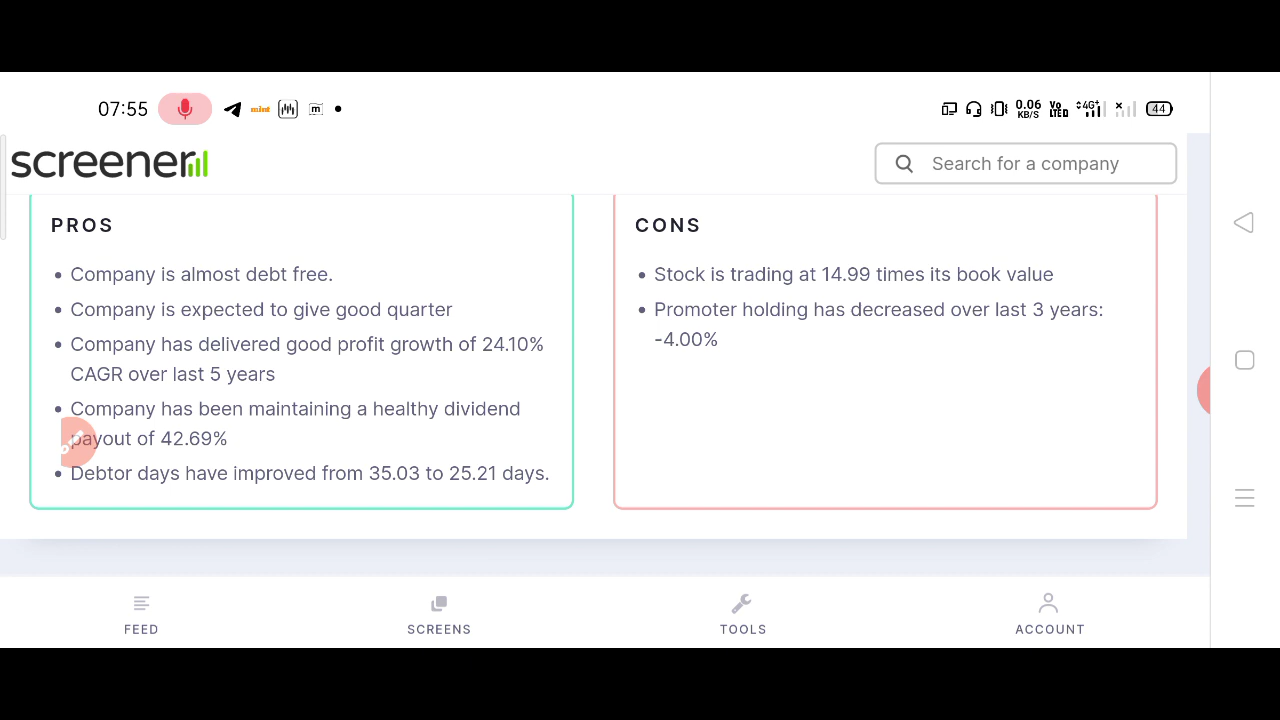 07:55 mint m 0.06 KB/S Vo LTE 4G+ 44
screener
Search for a company
PROS
Company is almost debt free.
Company is expected to give good quarter
Company has delivered good profit growth of 24.10%
CAGR over last 5 years
Company has been maintaining a healthy dividend
payout of 42.69%
Debtor days have improved from 35.03 to 25.21 days.
CONS
Stock is trading at 14.99 times its book value
Promoter holding has decreased over last 3 years:
-4.00%
FEED SCREENS TOOLS ACCOUNT